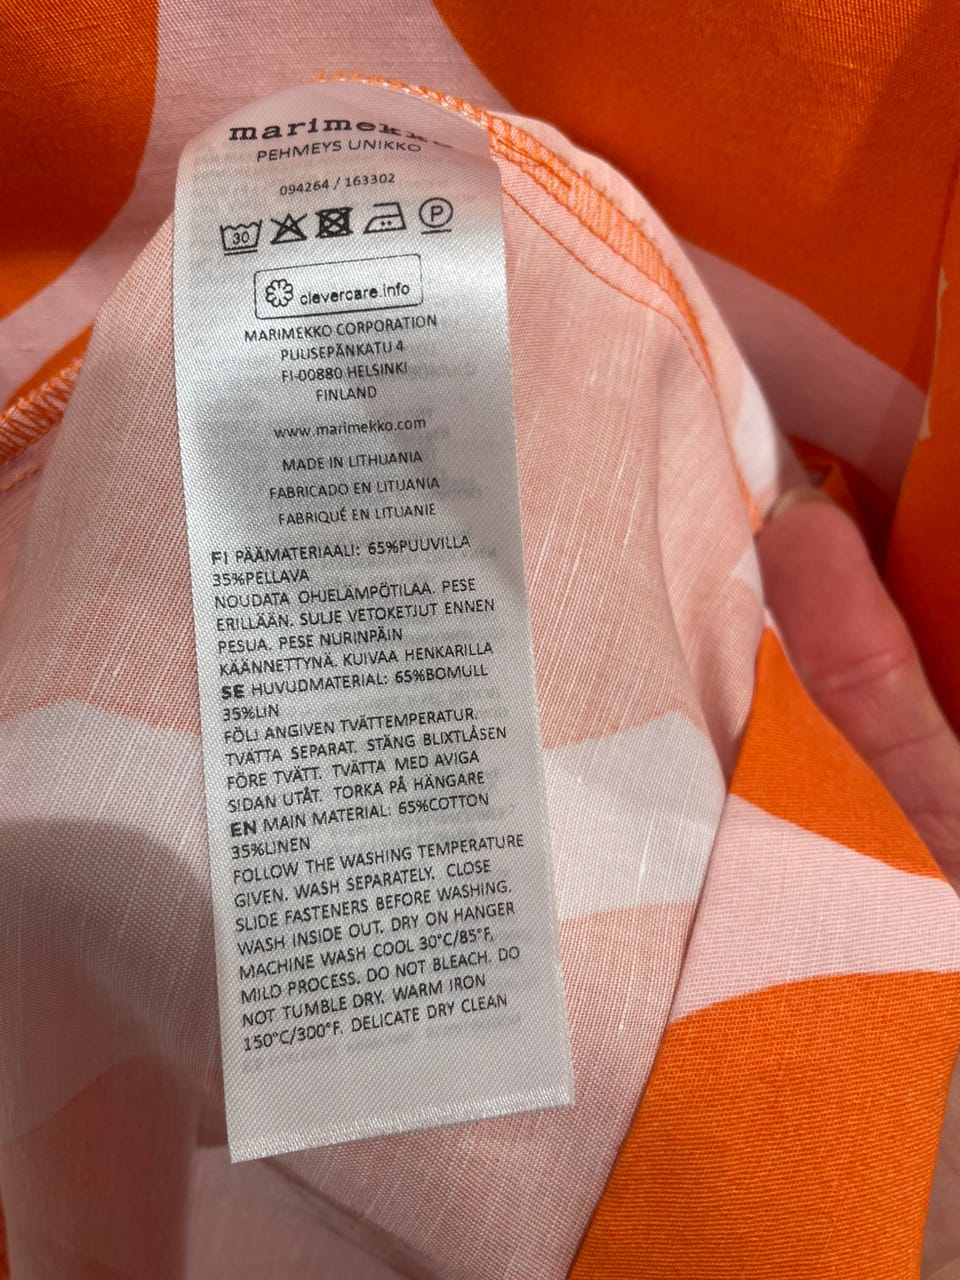 marimekko
PEHMEYS UNIKKO
094264 / 163302
30 P
clevercare.info
MARIMEKKO CORPORATION
PUUSEPÄNKATU 4
FI-00880 HELSINKI
FINLAND
www.marimekko.com
MADE IN LITHUANIA
FABRICADO EN LITUANIA
FABRIQUÉ EN LITUANIE
FI PÄÄMATERIAALI: 65%PUUVILLA
35%PELLAVA
NOUDATA OHJELÄMPÖTILAA. PESE
ERILLÄÄN. SULJE VETOKETJUT ENNEN
PESUA. PESE NURINPÄIN
KÄÄNNETTYNÄ. KUIVAA HENKARILLA
SE HUVUDMATERIAL: 65%BOMULL
35%LIN
FÖLJ ANGIVEN TVÄTTEMPERATUR.
TVÄTTA SEPARAT. STÄNG BLIXTLÅSEN
FÖRE TVÄTT. TVÄTTA MED AVIGA
SIDAN UTÅT. TORKA PÅ HÄNGARE
EN MAIN MATERIAL: 65%COTTON
35%LINEN
FOLLOW THE WASHING TEMPERATURE
GIVEN. WASH SEPARATELY. CLOSE
SLIDE FASTENERS BEFORE WASHING.
WASH INSIDE OUT. DRY ON HANGER
MACHINE WASH COOL 30°C/85°F,
MILD PROCESS. DO NOT BLEACH. DO
NOT TUMBLE DRY. WARM IRON
150°C/300°F. DELICATE DRY CLEAN